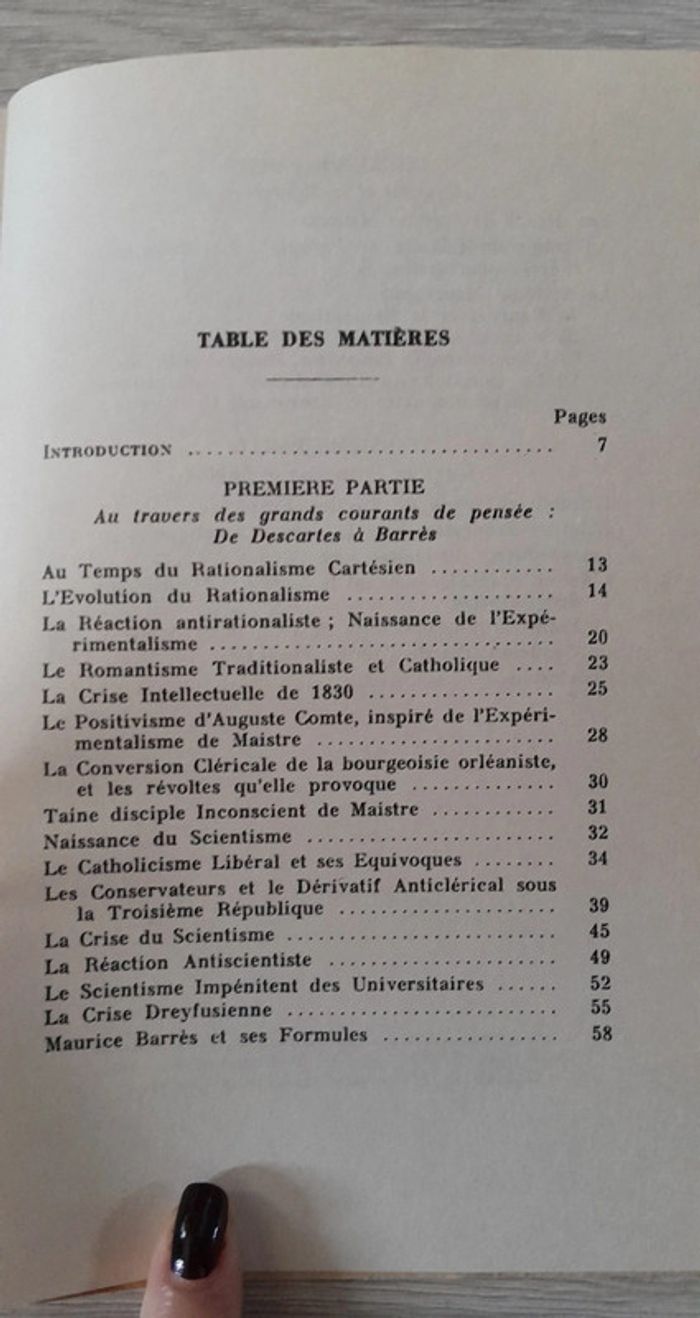 TABLE DES MATIÈRES
Pages
INTRODUCTION .................................... 7
PREMIERE PARTIE
Au travers des grands courants de pensée :
De Descartes à Barrès
Au Temps du Rationalisme Cartésien ............ 13
L'Evolution du Rationalisme .................... 14
La Réaction antirationaliste ; Naissance de l'Expé-
rimentalisme .................................. 20
Le Romantisme Traditionaliste et Catholique .... 23
La Crise Intellectuelle de 1830 .................. 25
Le Positivisme d'Auguste Comte, inspiré de l'Expéri-
mentalisme de Maistre ....................... 28
La Conversion Cléricale de la bourgeoisie orléaniste,
et les révoltes qu'elle provoque .............. 30
Taine disciple Inconscient de Maistre ............ 31
Naissance du Scientisme ........................ 32
Le Catholicisme Libéral et ses Equivoques ........ 34
Les Conservateurs et le Dérivatif Anticlérical sous
la Troisième République ..................... 39
La Crise du Scientisme .......................... 45
La Réaction Antiscientiste ...................... 49
Le Scientisme Impénitent des Universitaires ...... 52
La Crise Dreyfusienne .......................... 55
Maurice Barrès et ses Formules ................. 58